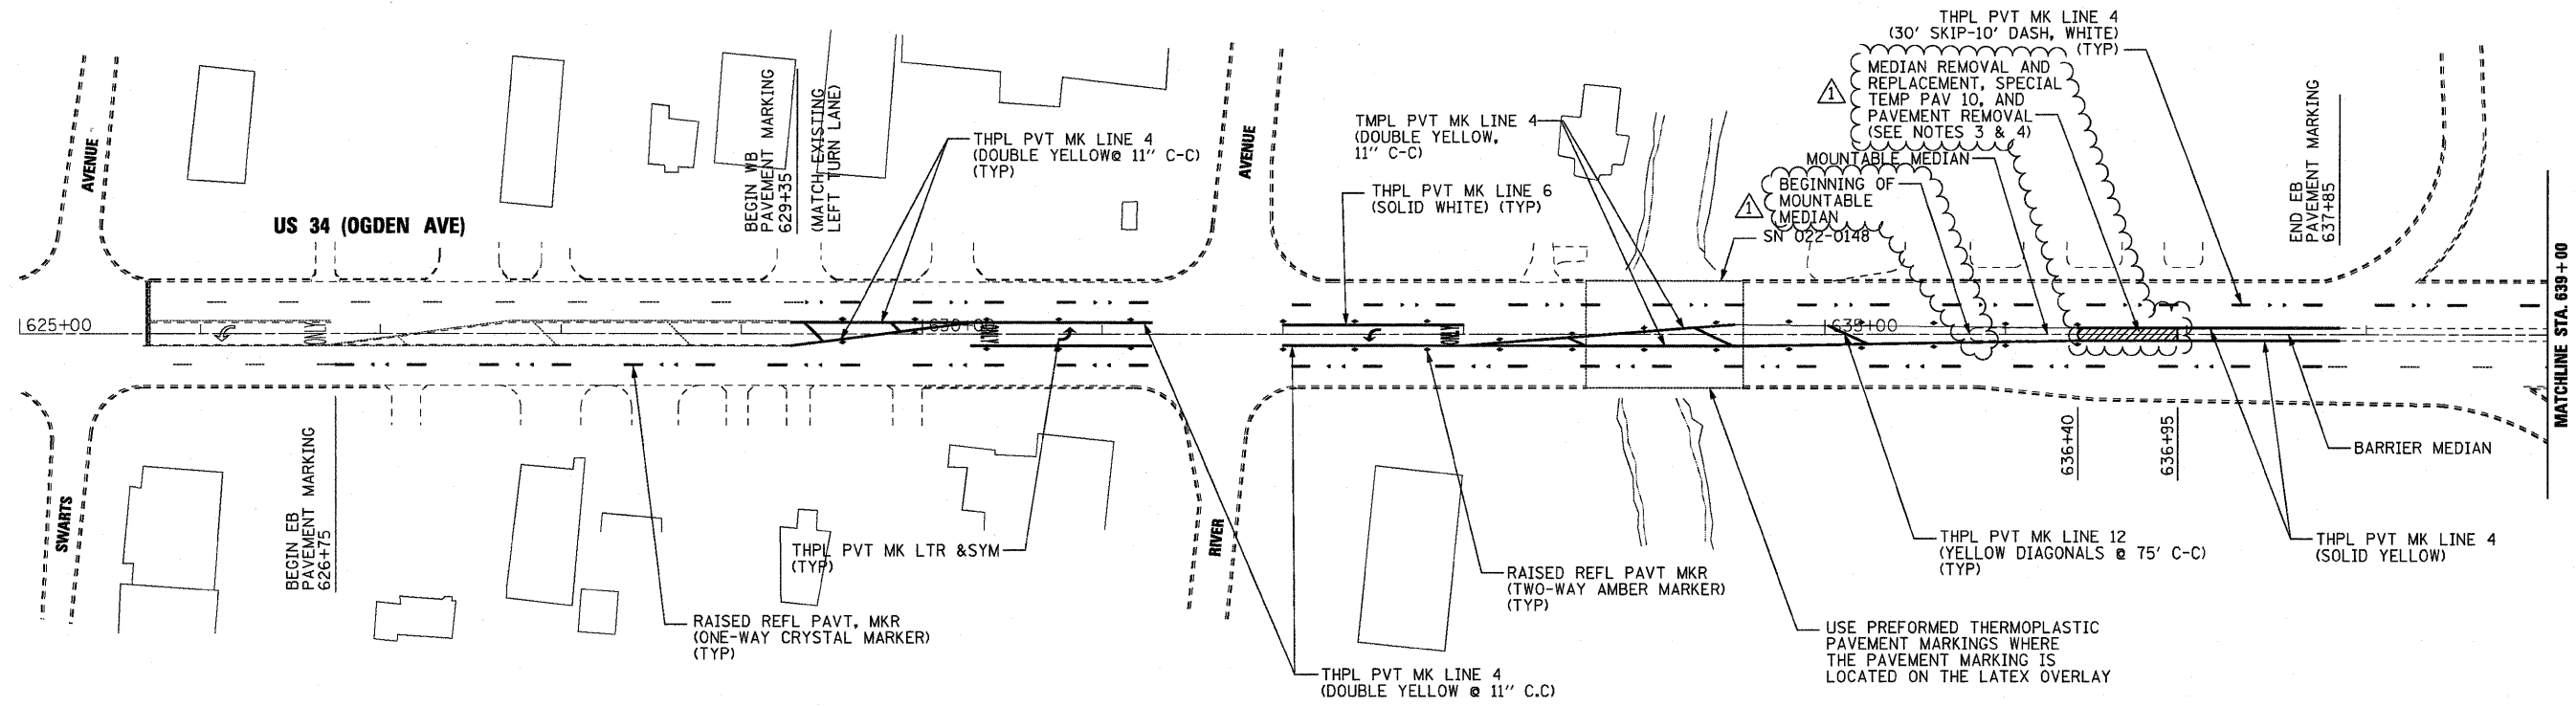 THPL PVT MK LINE 4
(30' SKIP-10' DASH, WHITE)
(TYP)
MEDIAN REMOVAL AND
REPLACEMENT, SPECIAL
TEMP PAV 10, AND
PAVEMENT REMOVAL
(SEE NOTES 3 & 4)
1
MOUNTABLE MEDIAN
BEGINNING OF
MOUNTABLE
MEDIAN
1
SN 022-0148
END EB
PAVEMENT MARKING
637+85
MATCHLINE STA. 639+00
AVENUE
US 34 (OGDEN AVE)
BEGIN WB
PAVEMENT MARKING
629+35
(MATCH EXISTING
LEFT TURN LANE)
THPL PVT MK LINE 4
(DOUBLE YELLOW@ 11" C-C)
(TYP)
AVENUE
TMPL PVT MK LINE 4
(DOUBLE YELLOW,
11" C-C)
THPL PVT MK LINE 6
(SOLID WHITE) (TYP)
625+00
ONLY
630+00
ONLY
ONLY
635+00
SWARTS
BEGIN EB
PAVEMENT MARKING
626+75
THPL PVT MK LTR &SYM
(TYP)
RAISED REFL PAVT, MKR
(ONE-WAY CRYSTAL MARKER)
(TYP)
RIVER
THPL PVT MK LINE 4
(DOUBLE YELLOW @ 11" C.C)
RAISED REFL PAVT MKR
(TWO-WAY AMBER MARKER)
(TYP)
USE PREFORMED THERMOPLASTIC
PAVEMENT MARKINGS WHERE
THE PAVEMENT MARKING IS
LOCATED ON THE LATEX OVERLAY
THPL PVT MK LINE 12
(YELLOW DIAGONALS @ 75' C-C)
(TYP)
636+40
636+95
BARRIER MEDIAN
THPL PVT MK LINE 4
(SOLID YELLOW)